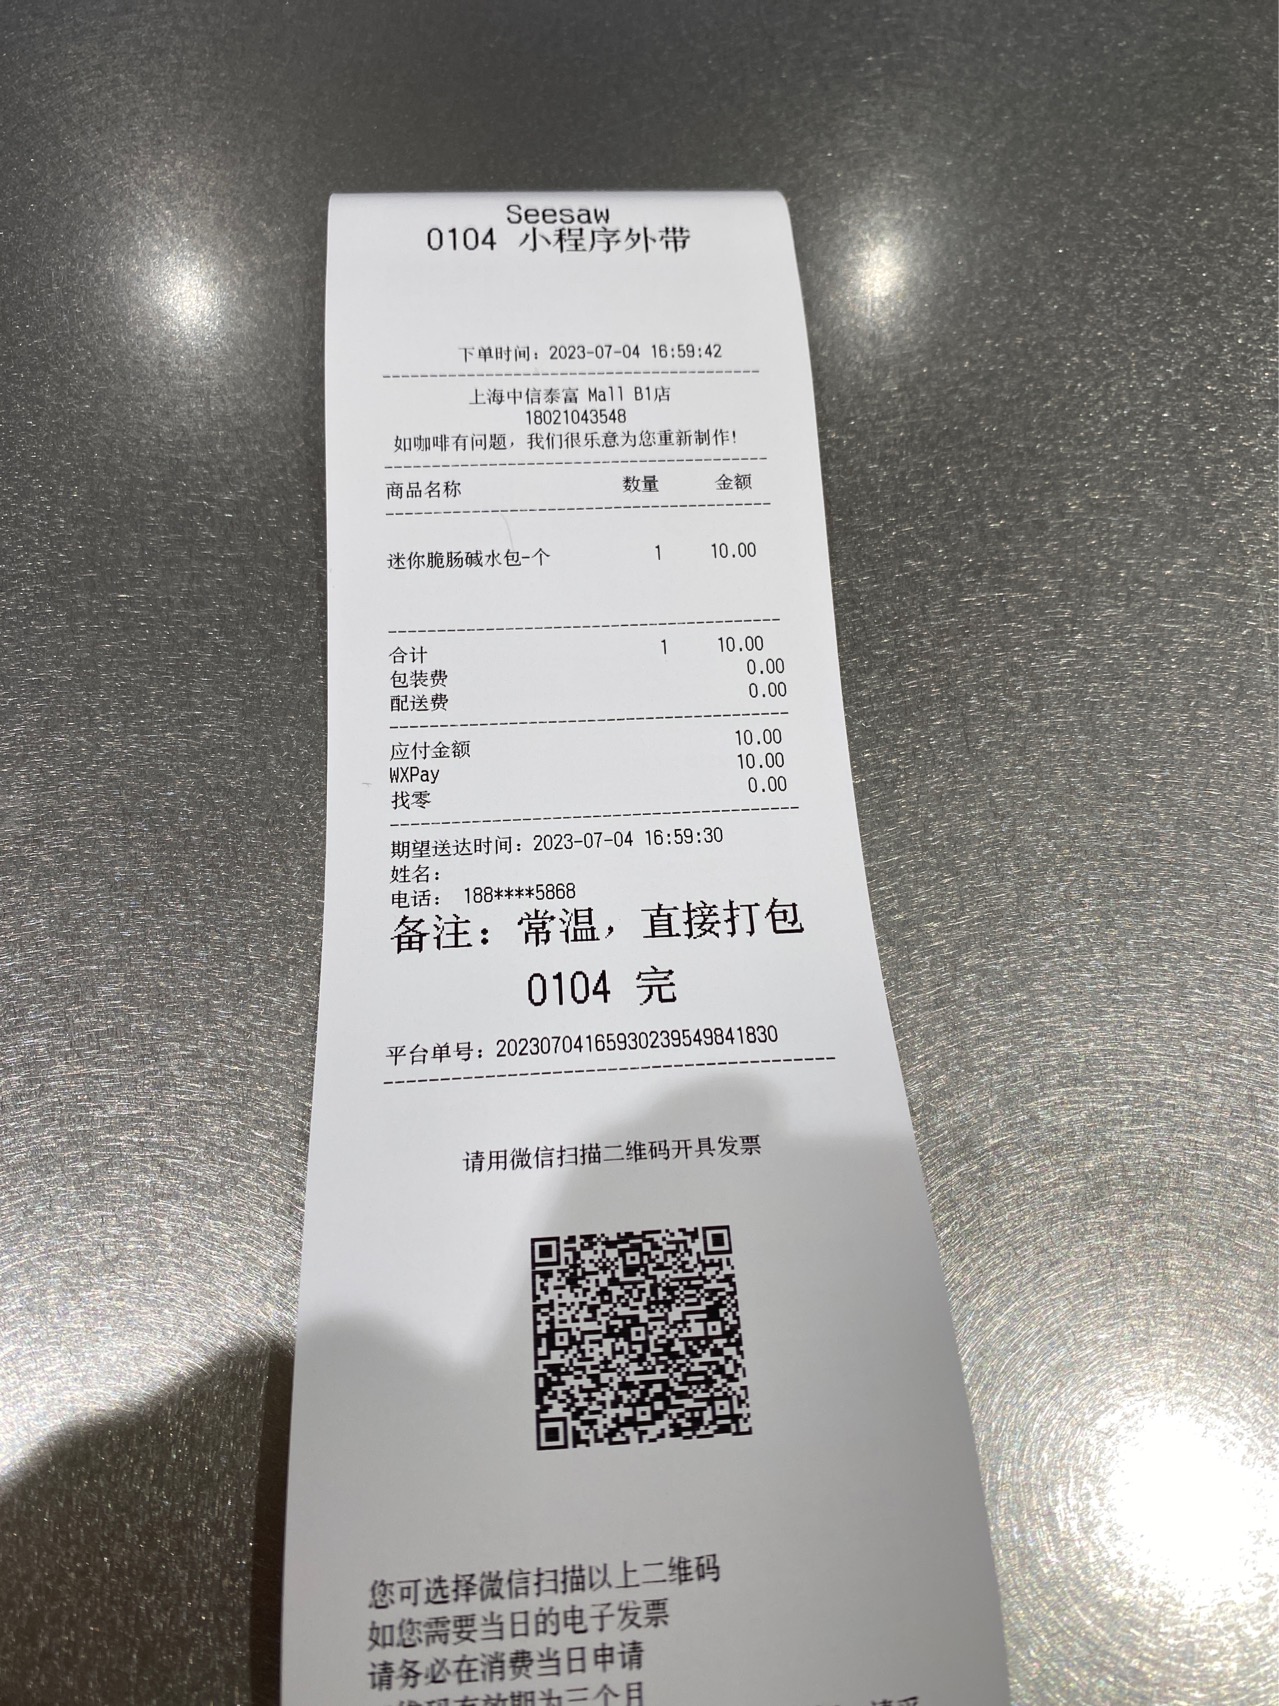 Seesaw
0104 小程序外带
下单时间：2023-07-04 16:59:42
上海中信泰富 Mall B1店
18021043548
如咖啡有问题，我们很乐意为您重新制作！
商品名称 数量 金额
迷你脆肠碱水包-个 1 10.00
合计 1 10.00
包装费 0.00
配送费 0.00
应付金额 10.00
WXPay 10.00
找零 0.00
期望送达时间：2023-07-04 16:59:30
姓名：
电话： 188****5868
备注：常温，直接打包
0104 完
平台单号：20230704165930239549841830
请用微信扫描二维码开具发票
您可选择微信扫描以上二维码
如您需要当日的电子发票
请务必在消费当日申请
维码有效期为三个月